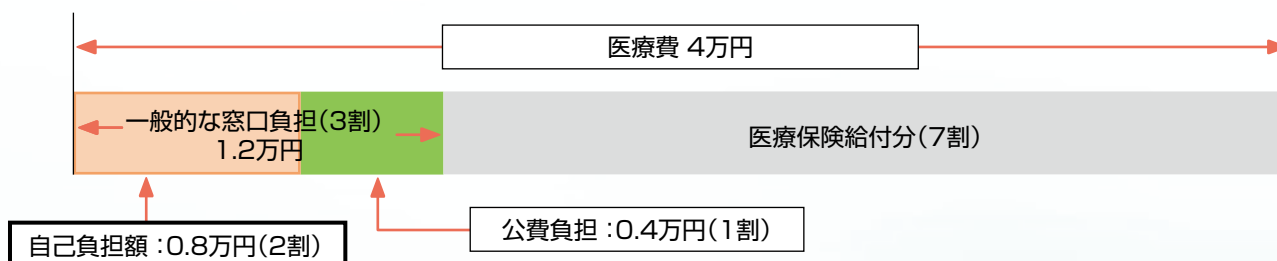 医療費 4万円
一般的な窓口負担（3割）
1.2万円
医療保険給付分（7割）
公費負担：0.4万円（1割）
自己負担額：0.8万円（2割）